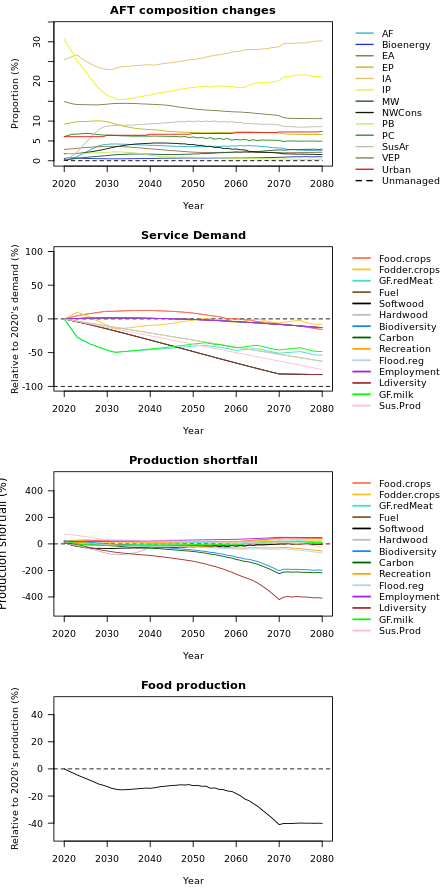 AFT composition changes
Proportion (%)
30
20
10
5
0
2020 2030 2040 2050 2060 2070 2080
Year
AF
Bioenergy
EA
EP
IA
IP
MW
NWCons
PB
PC
SusAr
VEP
Urban
Unmanaged
Service Demand
Relative to 2020's demand (%)
100
50
0
-50
-100
2020 2030 2040 2050 2060 2070 2080
Year
Food.crops
Fodder.crops
GF.redMeat
Fuel
Softwood
Hardwood
Biodiversity
Carbon
Recreation
Flood.reg
Employment
Ldiversity
GF.milk
Sus.Prod
Production shortfall
Production shortfall (%)
400
200
0
-200
-400
2020 2030 2040 2050 2060 2070 2080
Year
Food.crops
Fodder.crops
GF.redMeat
Fuel
Softwood
Hardwood
Biodiversity
Carbon
Recreation
Flood.reg
Employment
Ldiversity
GF.milk
Sus.Prod
Food production
Relative to 2020's production (%)
40
20
0
-20
-40
2020 2030 2040 2050 2060 2070 2080
Year